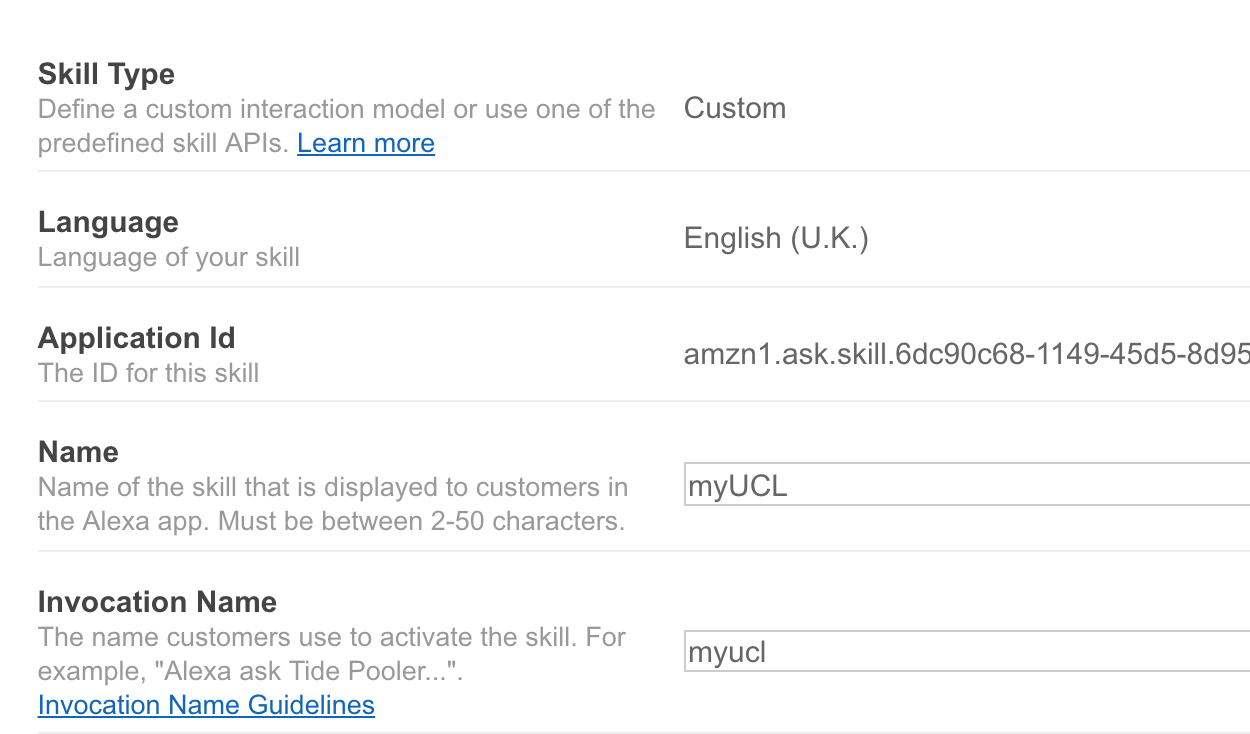 Skill Type
Define a custom interaction model or use one of the
predefined skill APIs. Learn more
Custom
Language
Language of your skill
English (U.K.)
Application Id
The ID for this skill
amzn1.ask.skill.6dc90c68-1149-45d5-8d95
Name
Name of the skill that is displayed to customers in
the Alexa app. Must be between 2-50 characters.
myUCL
Invocation Name
The name customers use to activate the skill. For
example, "Alexa ask Tide Pooler...".
Invocation Name Guidelines
myucl